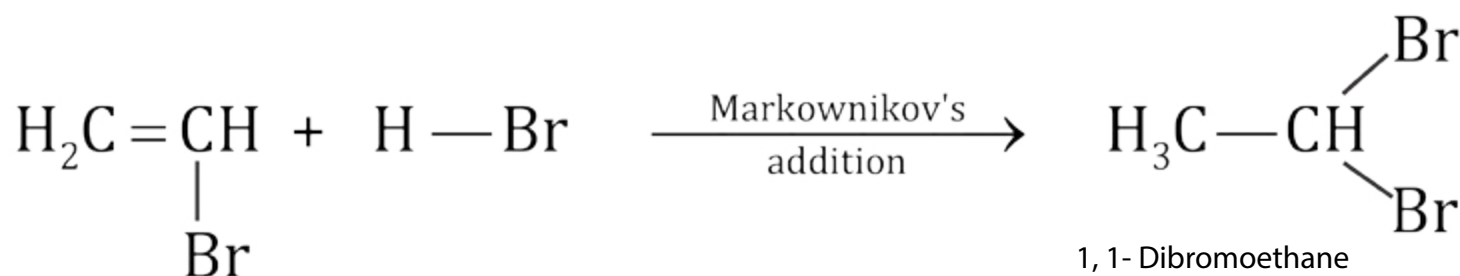 Br
Markownikov's
H₂C=CH + H—Br H₃C—CH
addition
Br
Br
1, 1- Dibromoethane